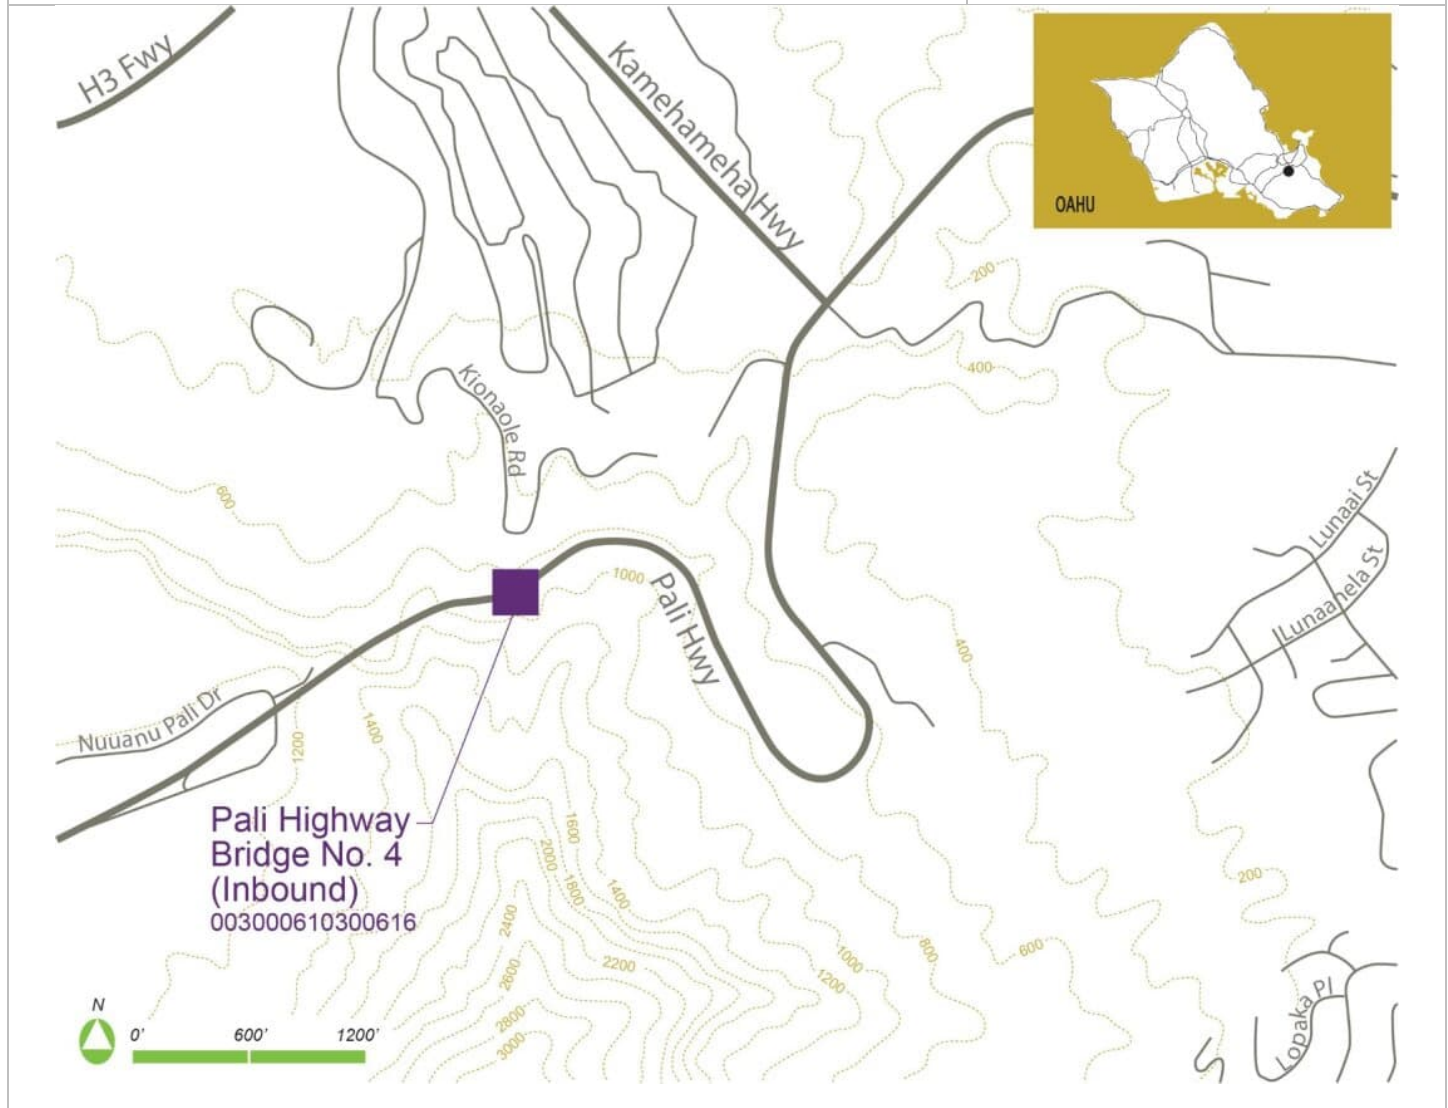 H3 Fwy
Kamehameha Hwy
OAHU
200
400
Kionaole Rd
600
Lunaai St
Lunaanela St
1000
Pali Hwy
400
Nuuanu Pali Dr
1200
1400
Pali Highway
Bridge No. 4
(Inbound)
003000610300616
1600
2000
1800
1400
2400
2200
2600
2800
3000
1000
1200
800
600
200
Lopaka Pl
N
0'
600'
1200'